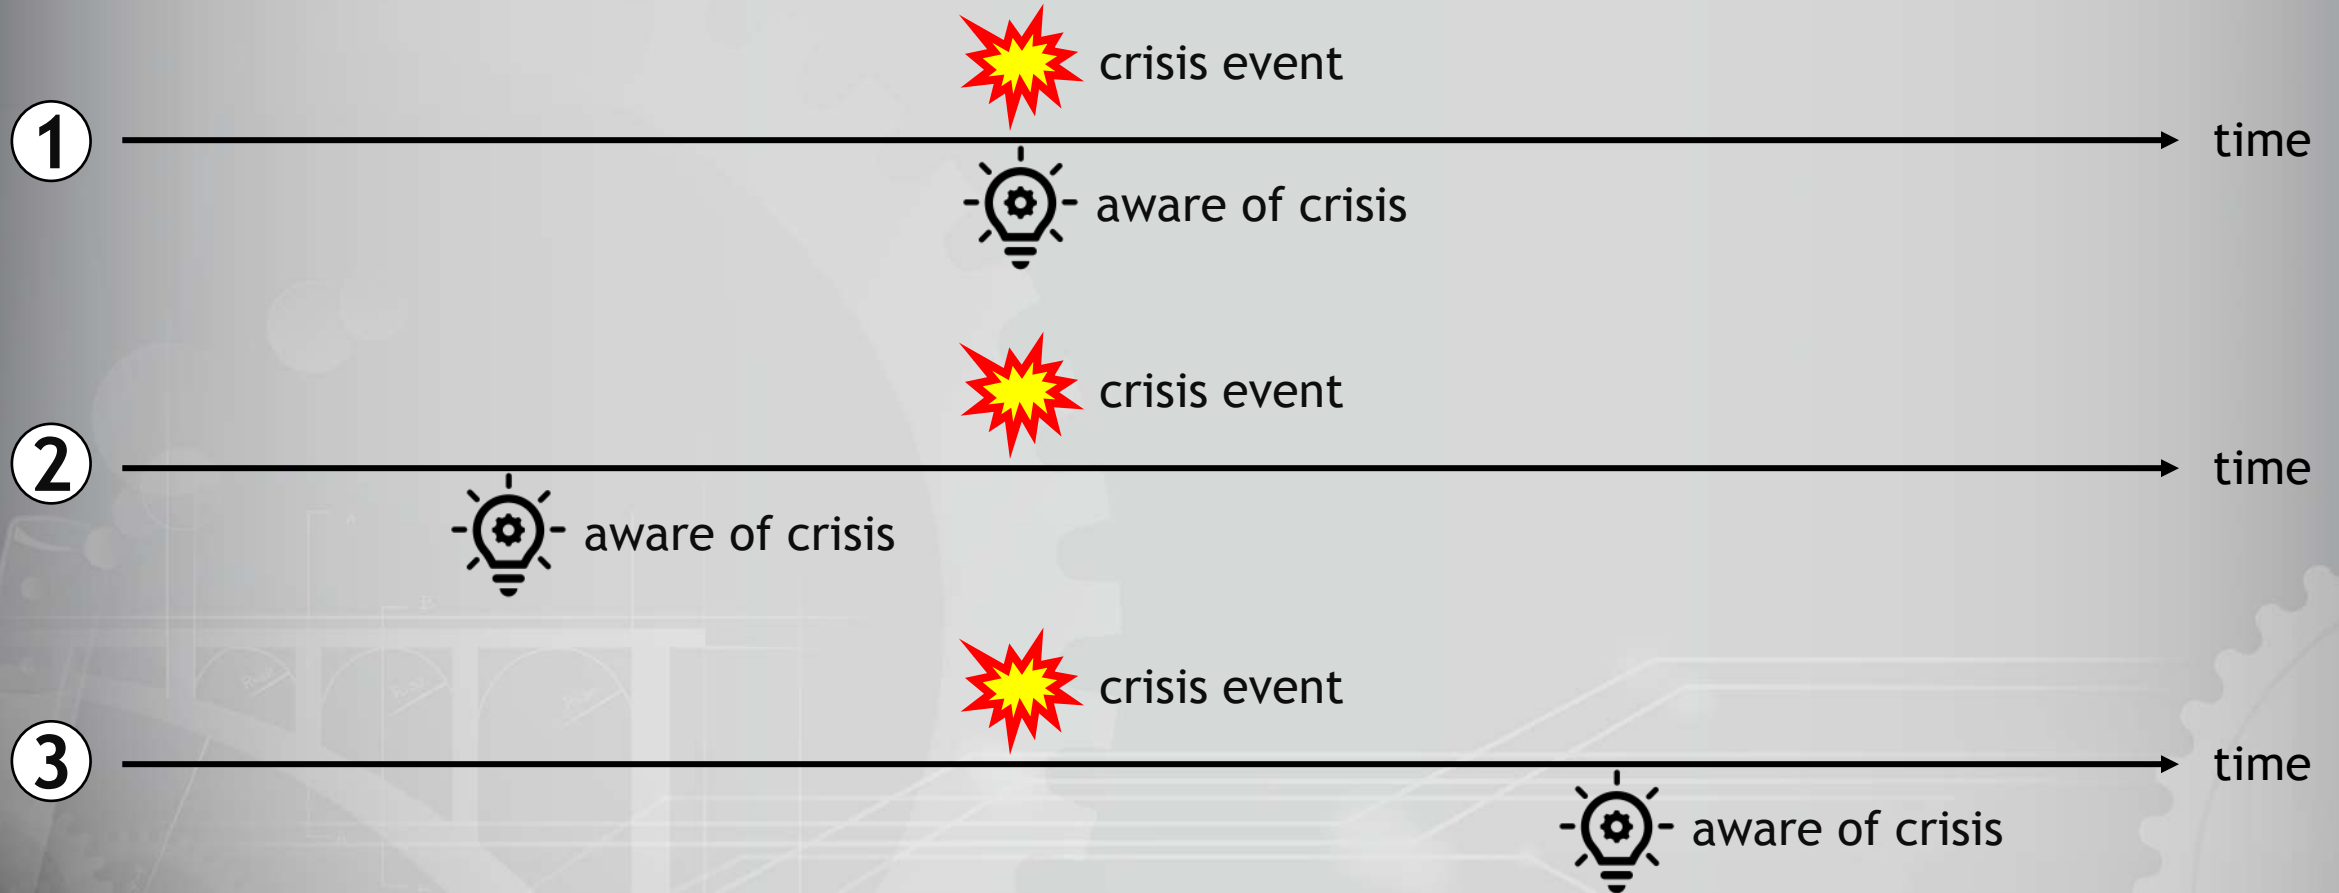 crisis event
1
time
aware of crisis
crisis event
2
time
aware of crisis
crisis event
3
time
aware of crisis